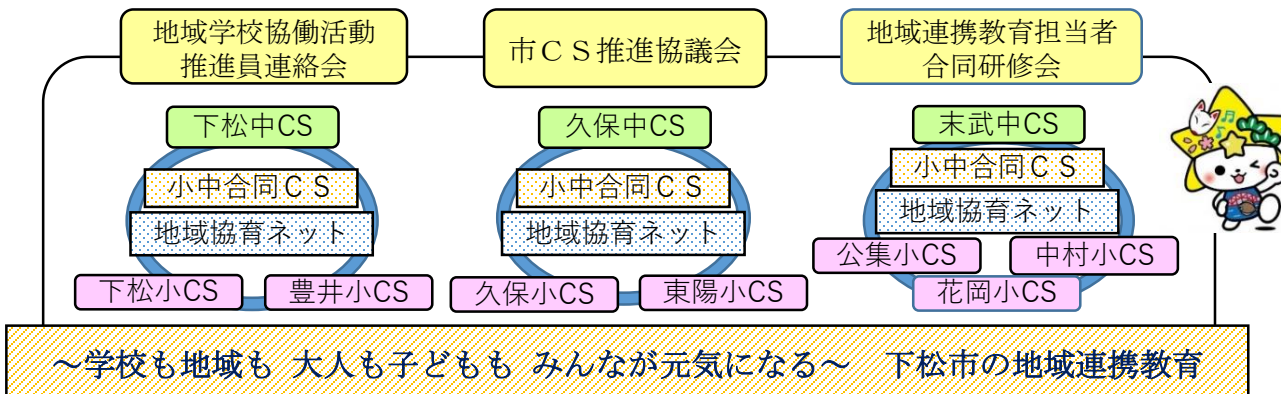 地域学校協働活動
推進員連絡会
市CS推進協議会
地域連携教育担当者
合同研修会
下松中CS
小中合同CS
地域協育ネット
下松小CS
豊井小CS
久保中CS
小中合同CS
地域協育ネット
久保小CS
東陽小CS
末武中CS
小中合同CS
地域協育ネット
公集小CS
中村小CS
花岡小CS
～学校も地域も 大人も子どもも みんなが元気になる～　下松市の地域連携教育